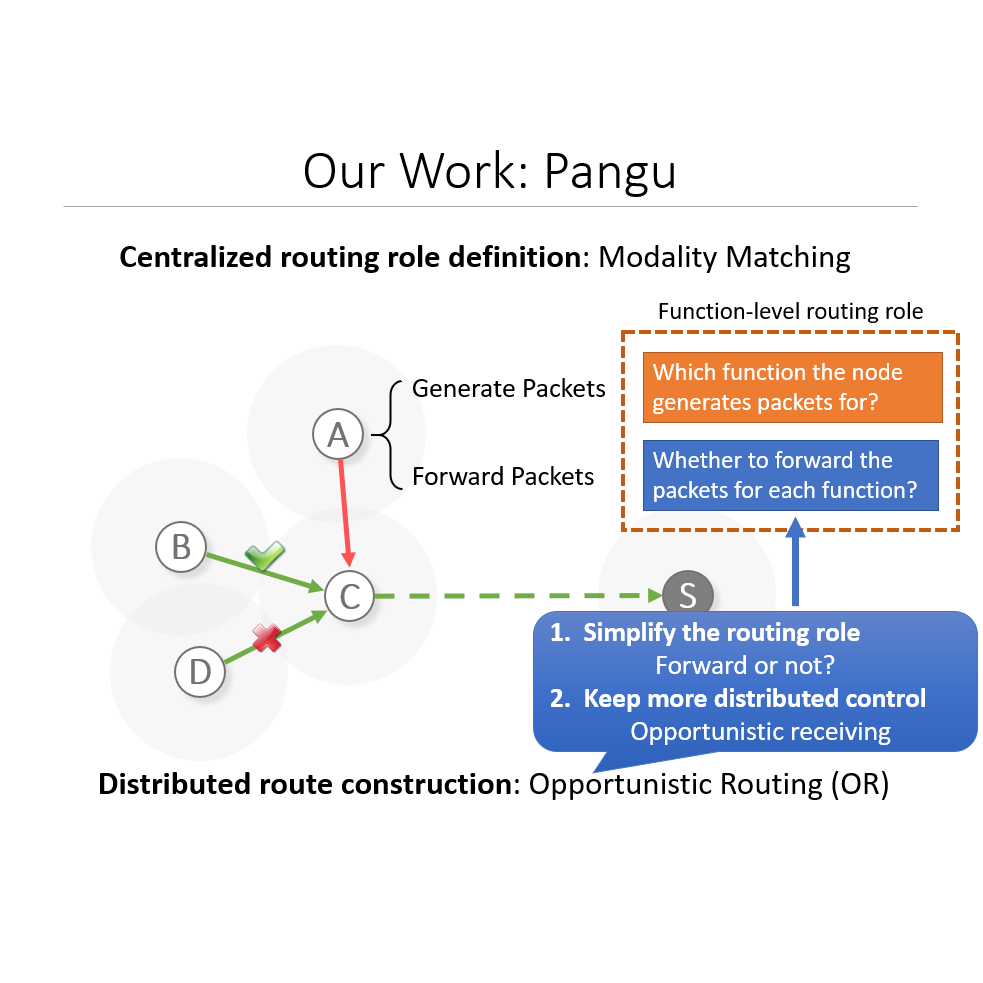 Our Work: Pangu
Centralized routing role definition: Modality Matching
Function-level routing role
Which function the node
generates packets for?
Whether to forward the
packets for each function?
Generate Packets
A
Forward Packets
B
C
S
D
1. Simplify the routing role
Forward or not?
2. Keep more distributed control
Opportunistic receiving
Distributed route construction: Opportunistic Routing (OR)